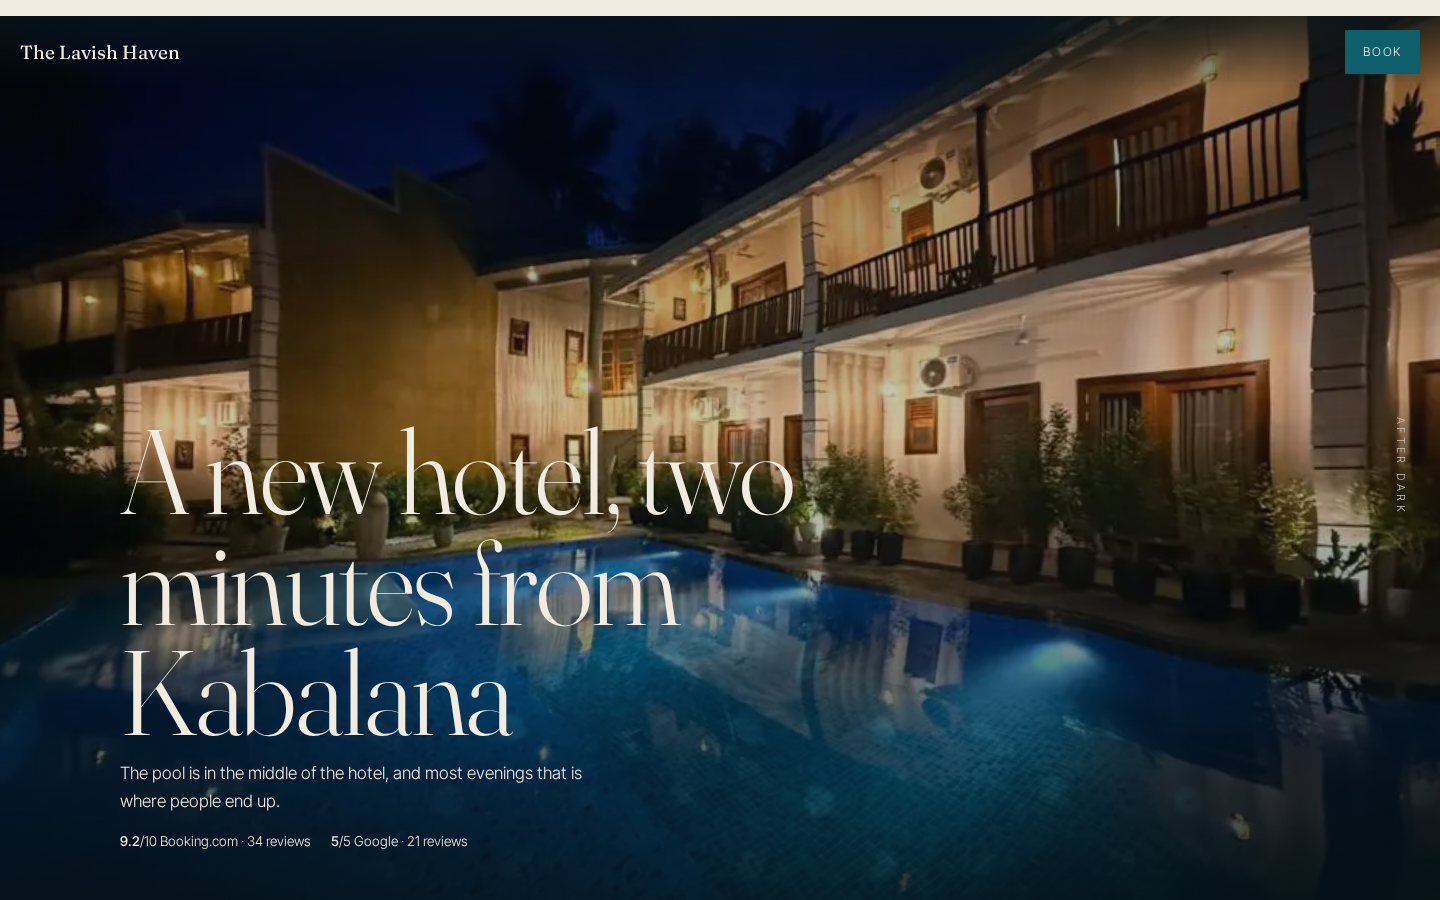 The Lavish Haven
BOOK
AFTER DARK
A new hotel, two
minutes from
Kabalana
The pool is in the middle of the hotel, and most evenings that is
where people end up.
9.2/10 Booking.com · 34 reviews 5/5 Google · 21 reviews